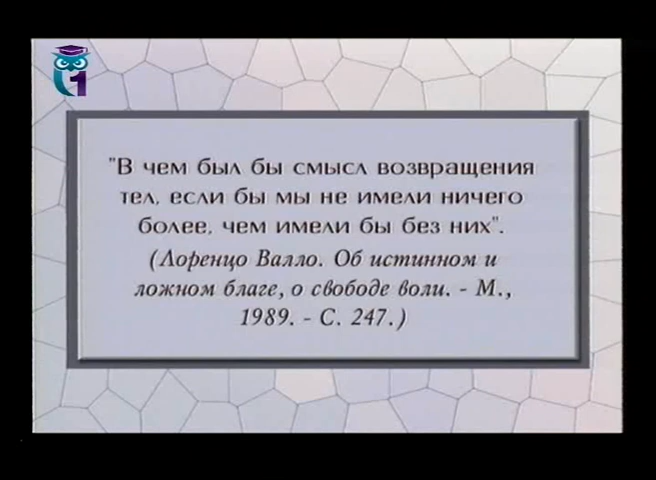 1
"В чем был бы смысл возвращения
тел, если бы мы не имели ничего
более, чем имели бы без них".
(Лоренцо Валло. Об истинном и
ложном благе, о свободе воли. - М.,
1989. - С. 247.)